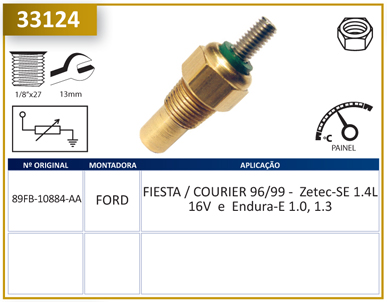 33124
1/8"x27
13mm
°C
PAINEL
Nº ORIGINAL
MONTADORA
APLICAÇÃO
89FB-10884-AA
FORD
FIESTA / COURIER 96/99 - Zetec-SE 1.4L
16V e Endura-E 1.0, 1.3